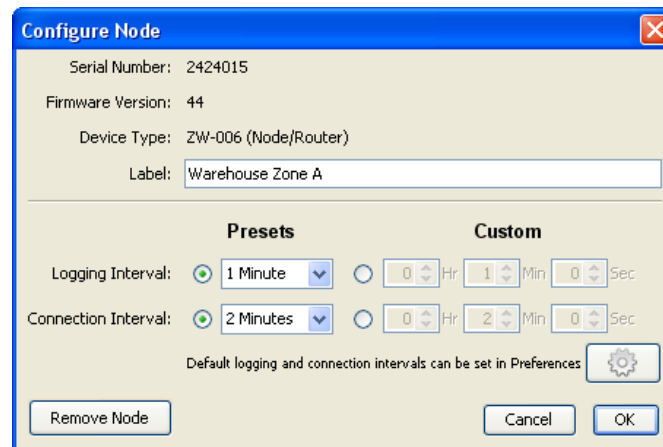 Configure Node
Serial Number: 2424015
Firmware Version: 44
Device Type: ZW-006 (Node/Router)
Label: Warehouse Zone A
Presets Custom
Logging Interval: 1 Minute 0 Hr 1 Min 0 Sec
Connection Interval: 2 Minutes 0 Hr 2 Min 0 Sec
Default logging and connection intervals can be set in Preferences
Remove Node Cancel OK